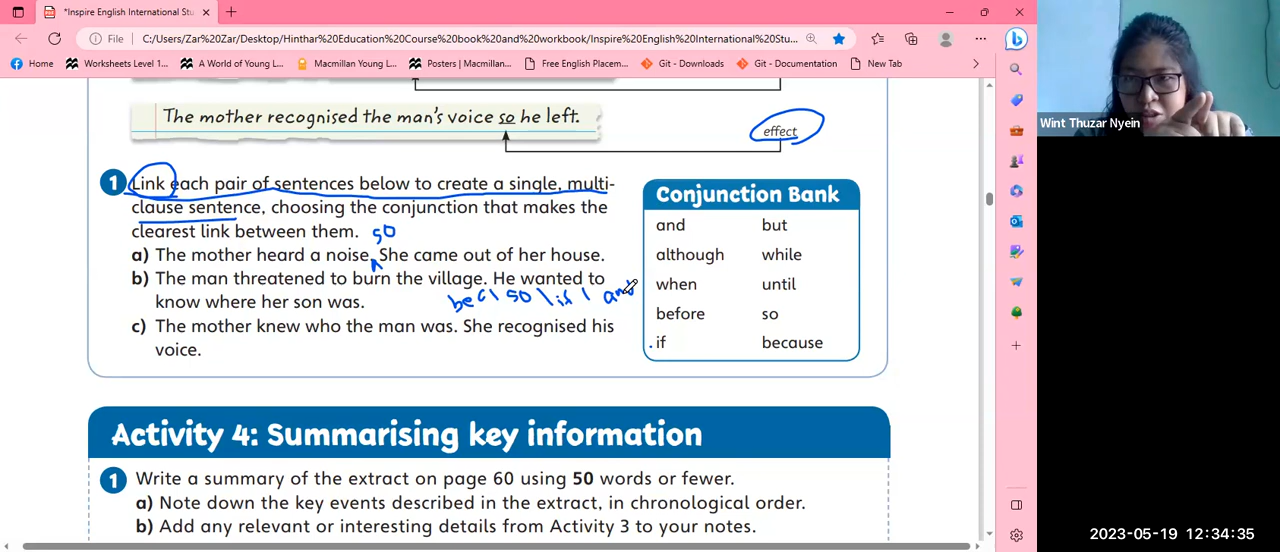 *Inspire English International Stu
File
C:/Users/Zar%20Zar/Desktop/Hinthar%20Education%20Course%20book%20and%20workbook/Inspire%20English%20International%20Stu...
Home
Worksheets Level 1...
A World of Young L...
Macmillan Young L...
Posters | Macmillan...
Free English Placem...
Git - Downloads
Git - Documentation
New Tab
Wint Thuzar Nyein
The mother recognised the man's voice so he left.
effect
1 Link each pair of sentences below to create a single, multi-
clause sentence, choosing the conjunction that makes the
clearest link between them.
so
a) The mother heard a noise. She came out of her house.
b) The man threatened to burn the village. He wanted to
know where her son was.
bec \ so \ if \ and
c) The mother knew who the man was. She recognised his
voice.
Conjunction Bank
and but
although while
when until
before so
if because
Activity 4: Summarising key information
1 Write a summary of the extract on page 60 using 50 words or fewer.
a) Note down the key events described in the extract, in chronological order.
b) Add any relevant or interesting details from Activity 3 to your notes.
2023-05-19 12:34:35